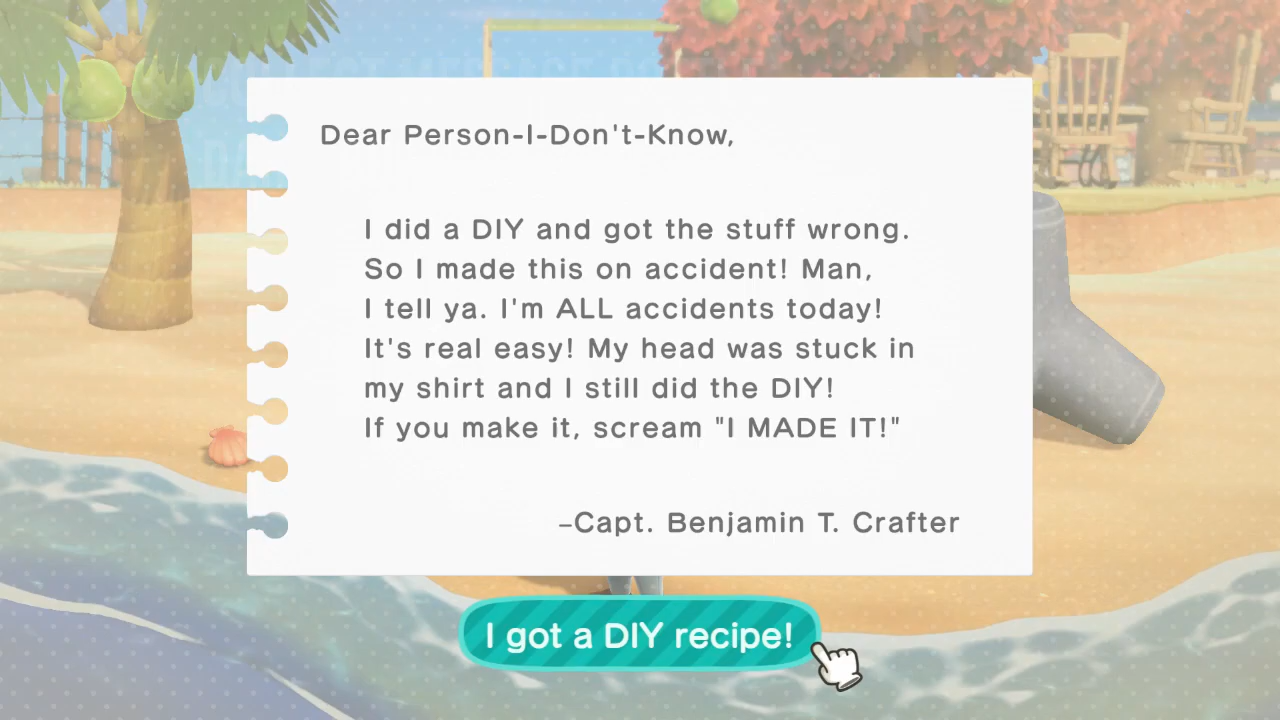 Dear Person-I-Don't-Know,
I did a DIY and got the stuff wrong.
So I made this on accident! Man,
I tell ya. I'm ALL accidents today!
It's real easy! My head was stuck in
my shirt and I still did the DIY!
If you make it, scream "I MADE IT!"
–Capt. Benjamin T. Crafter
I got a DIY recipe!